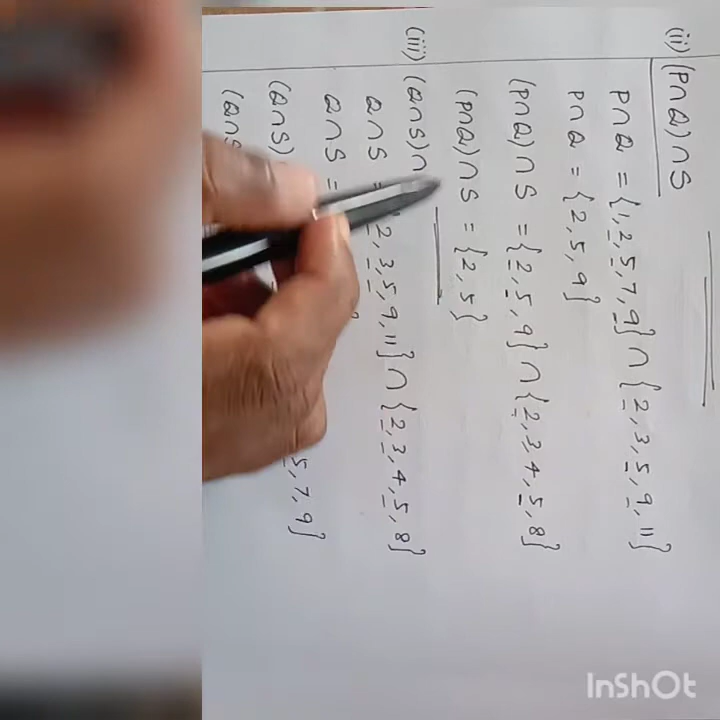 (ii) (P∩Q)∩S
P∩Q = {1, 2, 5, 7, 9} ∩ {2, 3, 5, 9, 11}
P∩Q = {2, 5, 9}
(P∩Q)∩S = {2, 5, 9} ∩ {2, 3, 4, 5, 8}
(P∩Q)∩S = {2, 5}
(iii) (Q∩S)∩
Q∩S = 2, 3, 5, 9, 11} ∩ {2, 3, 4, 5, 8}
Q∩S =
(Q∩S) 5, 7, 9}
(Q∩S
InShOt